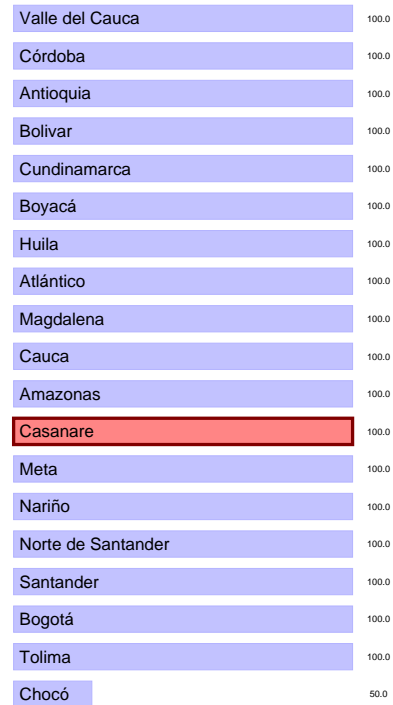 Valle del Cauca 100.0
Córdoba 100.0
Antioquia 100.0
Bolivar 100.0
Cundinamarca 100.0
Boyacá 100.0
Huila 100.0
Atlántico 100.0
Magdalena 100.0
Cauca 100.0
Amazonas 100.0
Casanare 100.0
Meta 100.0
Nariño 100.0
Norte de Santander 100.0
Santander 100.0
Bogotá 100.0
Tolima 100.0
Chocó 50.0